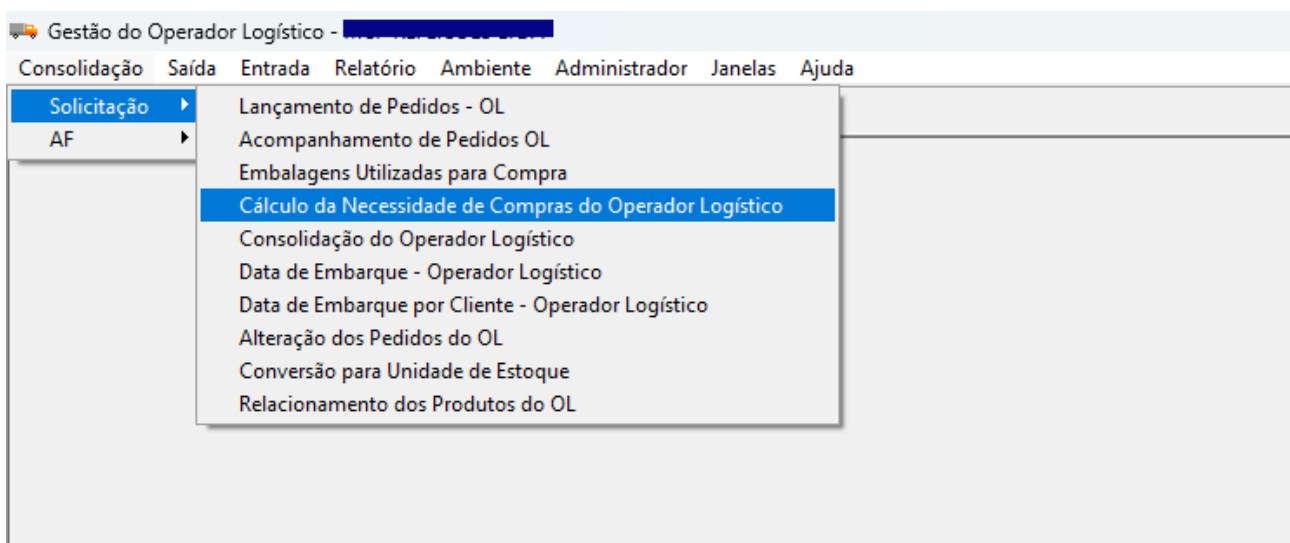 Gestão do Operador Logístico -
Consolidação Saída Entrada Relatório Ambiente Administrador Janelas Ajuda
Solicitação
AF
Lançamento de Pedidos - OL
Acompanhamento de Pedidos OL
Embalagens Utilizadas para Compra
Cálculo da Necessidade de Compras do Operador Logístico
Consolidação do Operador Logístico
Data de Embarque - Operador Logístico
Data de Embarque por Cliente - Operador Logístico
Alteração dos Pedidos do OL
Conversão para Unidade de Estoque
Relacionamento dos Produtos do OL